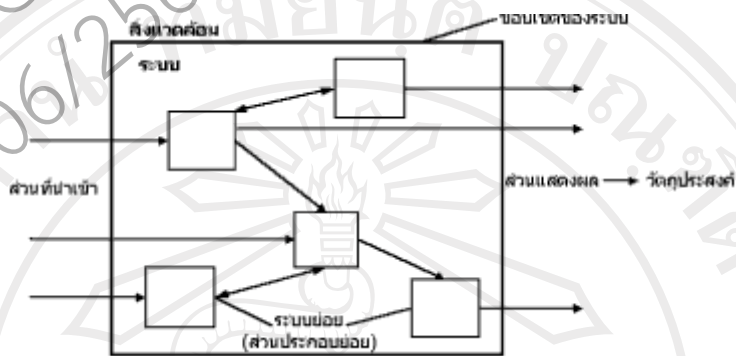 สิ่งแวดล้อม
ขอบเขตของระบบ
ระบบ
ส่วนที่นำเข้า
ส่วนแสดงผล
วัตถุประสงค์
ระบบย่อย
(ส่วนประกอบย่อย)